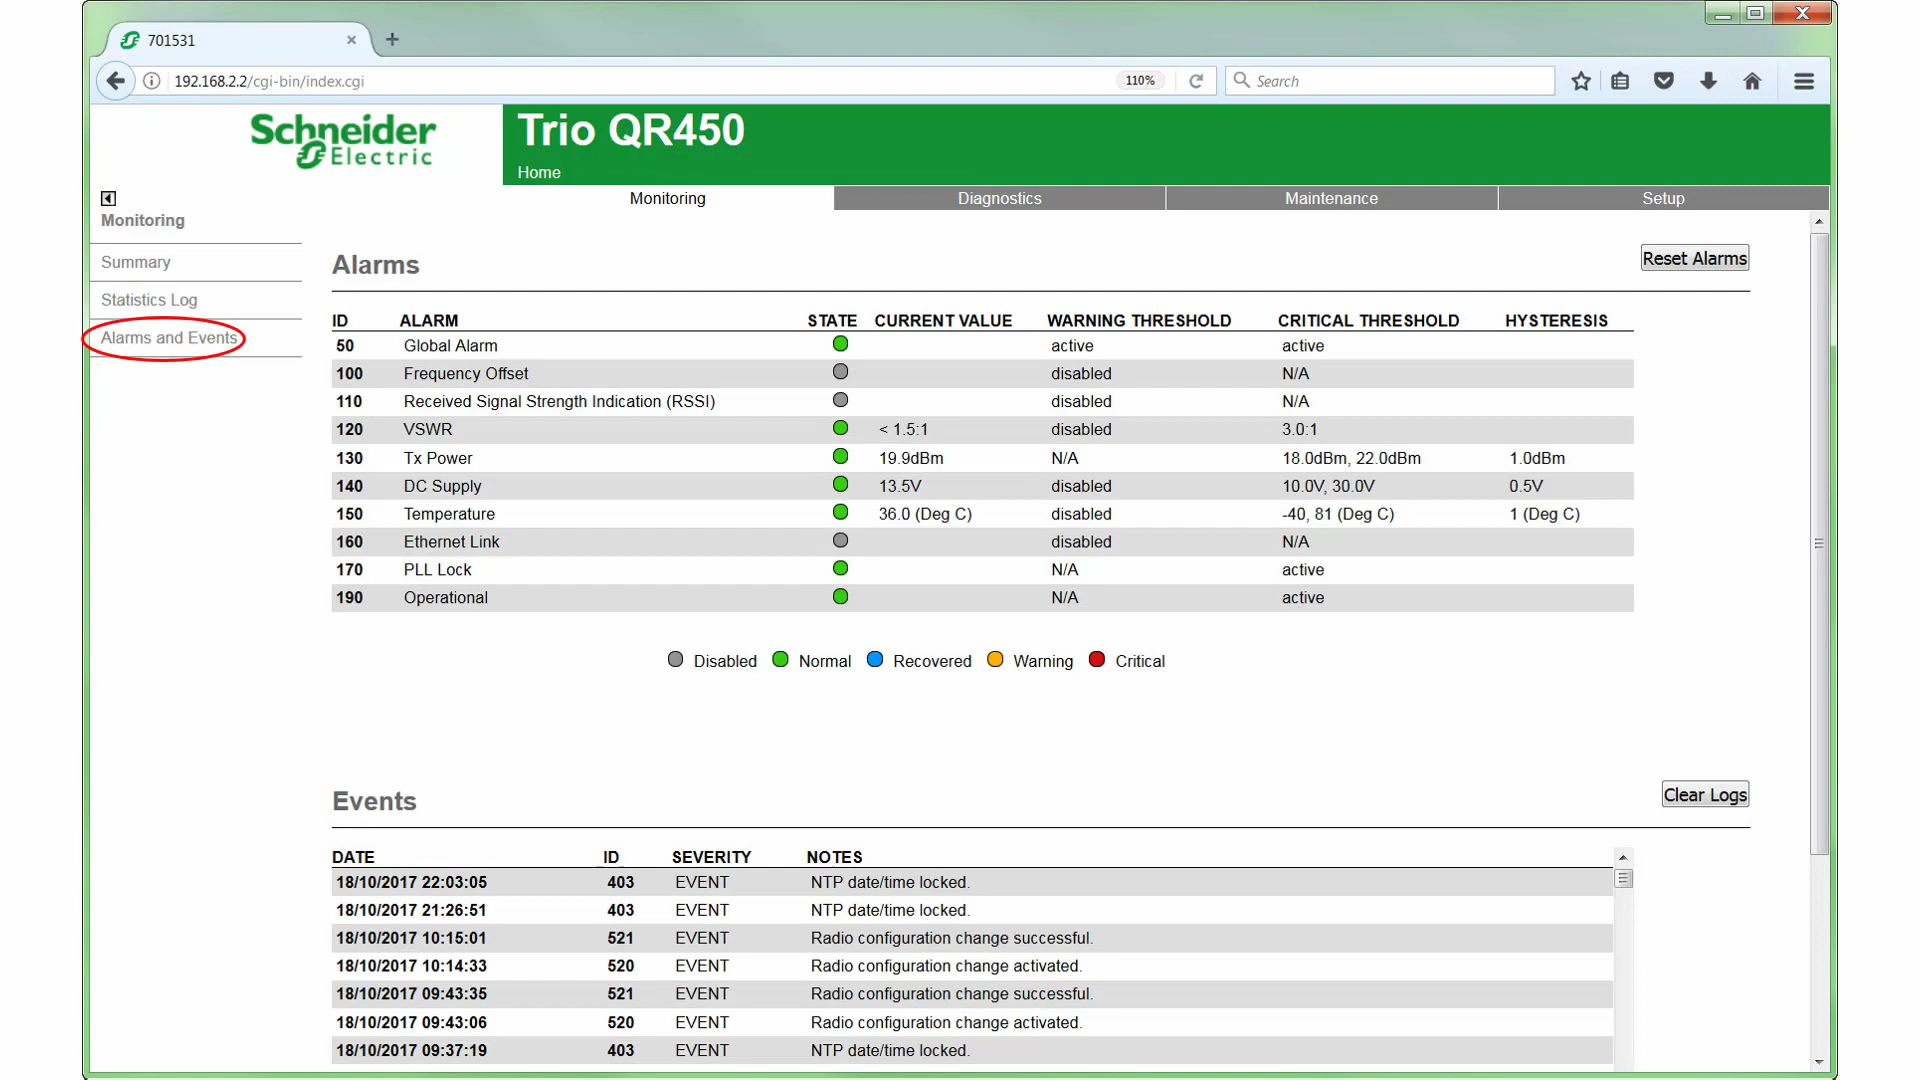 701531
192.168.2.2/cgi-bin/index.cgi 110% Search
Schneider Electric
Trio QR450
Home
Monitoring Diagnostics Maintenance Setup
Monitoring
Summary
Statistics Log
Alarms and Events
Alarms Reset Alarms
ID ALARM STATE CURRENT VALUE WARNING THRESHOLD CRITICAL THRESHOLD HYSTERESIS
50 Global Alarm active active
100 Frequency Offset disabled N/A
110 Received Signal Strength Indication (RSSI) disabled N/A
120 VSWR < 1.5:1 disabled 3.0:1
130 Tx Power 19.9dBm N/A 18.0dBm, 22.0dBm 1.0dBm
140 DC Supply 13.5V disabled 10.0V, 30.0V 0.5V
150 Temperature 36.0 (Deg C) disabled -40, 81 (Deg C) 1 (Deg C)
160 Ethernet Link disabled N/A
170 PLL Lock N/A active
190 Operational N/A active
Disabled Normal Recovered Warning Critical
Events Clear Logs
DATE ID SEVERITY NOTES
18/10/2017 22:03:05 403 EVENT NTP date/time locked.
18/10/2017 21:26:51 403 EVENT NTP date/time locked.
18/10/2017 10:15:01 521 EVENT Radio configuration change successful.
18/10/2017 10:14:33 520 EVENT Radio configuration change activated.
18/10/2017 09:43:35 521 EVENT Radio configuration change successful.
18/10/2017 09:43:06 520 EVENT Radio configuration change activated.
18/10/2017 09:37:19 403 EVENT NTP date/time locked.